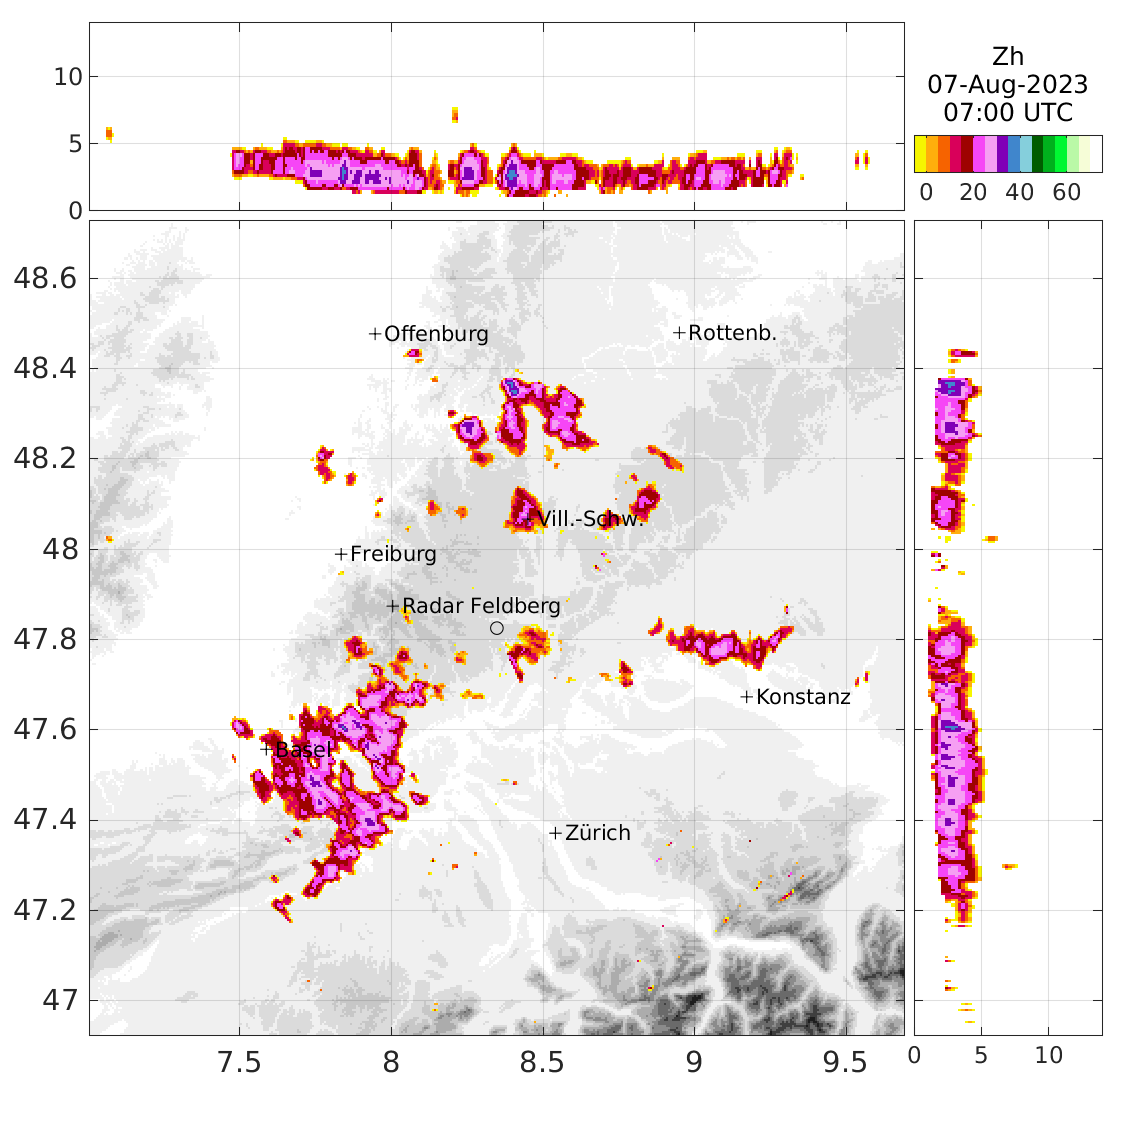 10
5
0
Zh
07-Aug-2023
07:00 UTC
0 20 40 60
48.6
48.4
48.2
48
47.8
47.6
47.4
47.2
47
+Offenburg
+Rottenb.
+Vill.-Schw.
+Freiburg
+Radar Feldberg
+Konstanz
+Basel
+Zürich
7.5 8 8.5 9 9.5
0 5 10